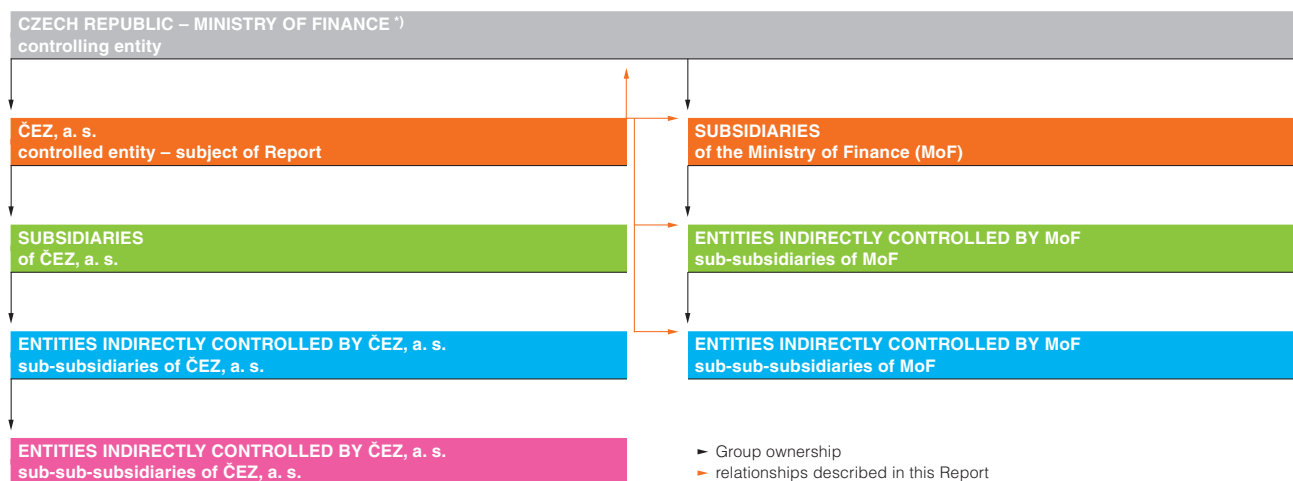 CZECH REPUBLIC – MINISTRY OF FINANCE *)
controlling entity
ČEZ, a. s.
controlled entity – subject of Report
SUBSIDIARIES
of the Ministry of Finance (MoF)
SUBSIDIARIES
of ČEZ, a. s.
ENTITIES INDIRECTLY CONTROLLED BY MoF
sub-subsidiaries of MoF
ENTITIES INDIRECTLY CONTROLLED BY ČEZ, a. s.
sub-subsidiaries of ČEZ, a. s.
ENTITIES INDIRECTLY CONTROLLED BY MoF
sub-sub-subsidiaries of MoF
ENTITIES INDIRECTLY CONTROLLED BY ČEZ, a. s.
sub-sub-subsidiaries of ČEZ, a. s.
Group ownership
relationships described in this Report